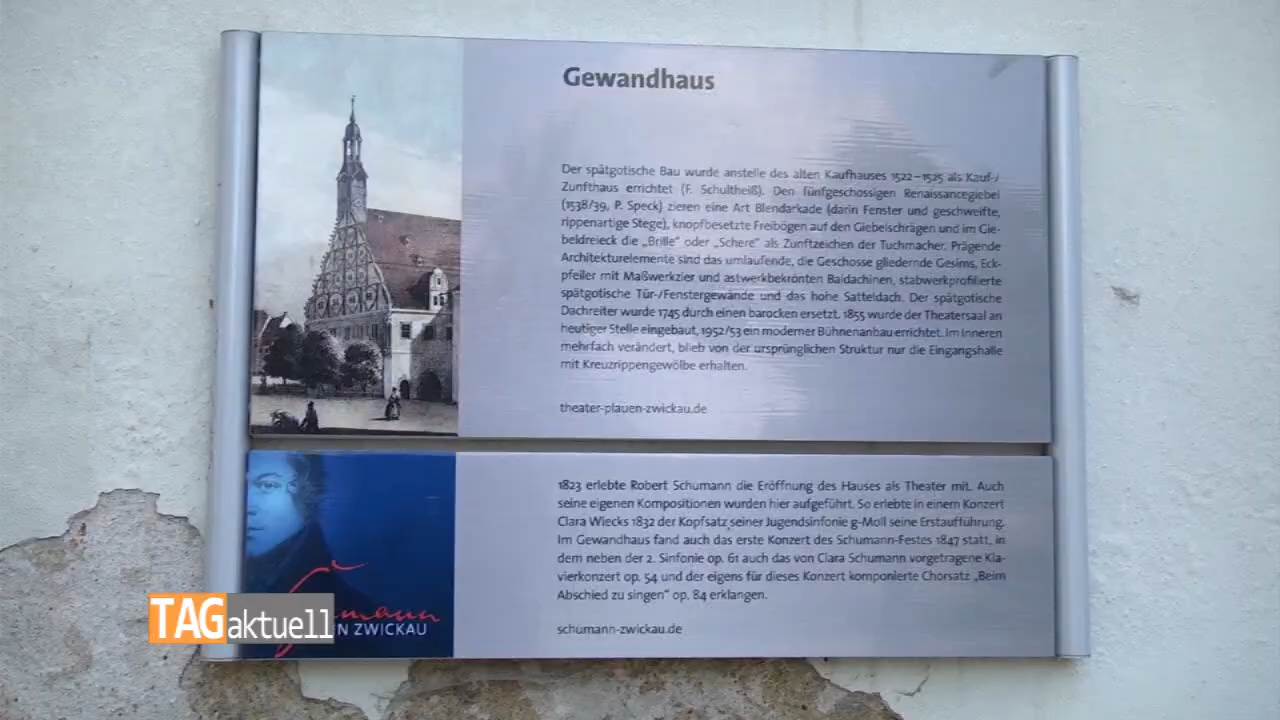 Gewandhaus
Der spätgotische Bau wurde anstelle des alten Kaufhauses 1522–1525 als Kauf-/
Zunfthaus errichtet (F. Schultheiß). Den fünfgeschossigen Renaissancegiebel
(1538/39, P. Speck) zieren eine Art Blendarkade (darin Fenster und geschweifte,
rippenartige Stege), knopfbesetzte Freibögen auf den Giebelschrägen und im Gie-
beldreieck die „Brille" oder „Schere" als Zunftzeichen der Tuchmacher. Prägende
Architekturelemente sind das umlaufende, die Geschosse gliedernde Gesims, Eck-
pfeiler mit Maßwerkzier und astwerkbekrönten Baldachinen, stabwerkprofilierte
spätgotische Tür-/Fenstergewände und das hohe Satteldach. Der spätgotische
Dachreiter wurde 1745 durch einen barocken ersetzt. 1855 wurde der Theatersaal an
heutiger Stelle eingebaut, 1952/53 ein moderner Bühnenanbau errichtet. Im Inneren
mehrfach verändert, blieb von der ursprünglichen Struktur nur die Eingangshalle
mit Kreuzrippengewölbe erhalten.
theater-plauen-zwickau.de
1823 erlebte Robert Schumann die Eröffnung des Hauses als Theater mit. Auch
seine eigenen Kompositionen wurden hier aufgeführt. So erlebte in einem Konzert
Clara Wiecks 1832 der Kopfsatz seiner Jugendsinfonie g-Moll seine Erstaufführung.
Im Gewandhaus fand auch das erste Konzert des Schumann-Festes 1847 statt, in
dem neben der 2. Sinfonie op. 61 auch das von Clara Schumann vorgetragene Kla-
vierkonzert op. 54 und der eigens für dieses Konzert komponierte Chorsatz „Beim
Abschied zu singen" op. 84 erklangen.
schumann-zwickau.de
IN ZWICKAU
TAGaktuell